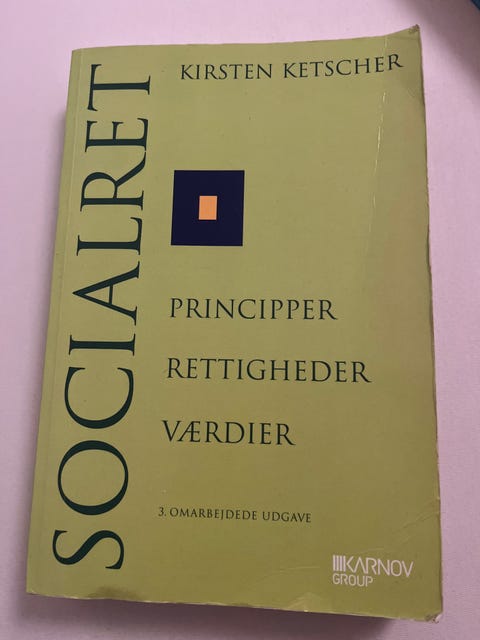 KIRSTEN KETSCHER
SOCIALRET
PRINCIPPER
RETTIGHEDER
VÆRDIER
3. OMARBEJDEDE UDGAVE
KARNOV
GROUP